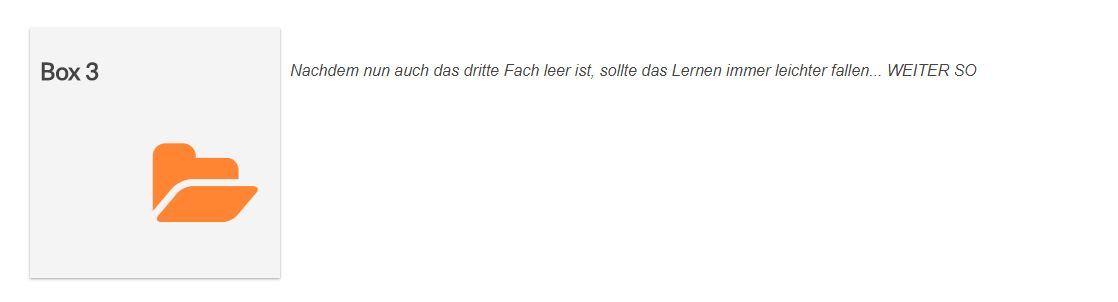 Box 3
Nachdem nun auch das dritte Fach leer ist, sollte das Lernen immer leichter fallen... WEITER SO